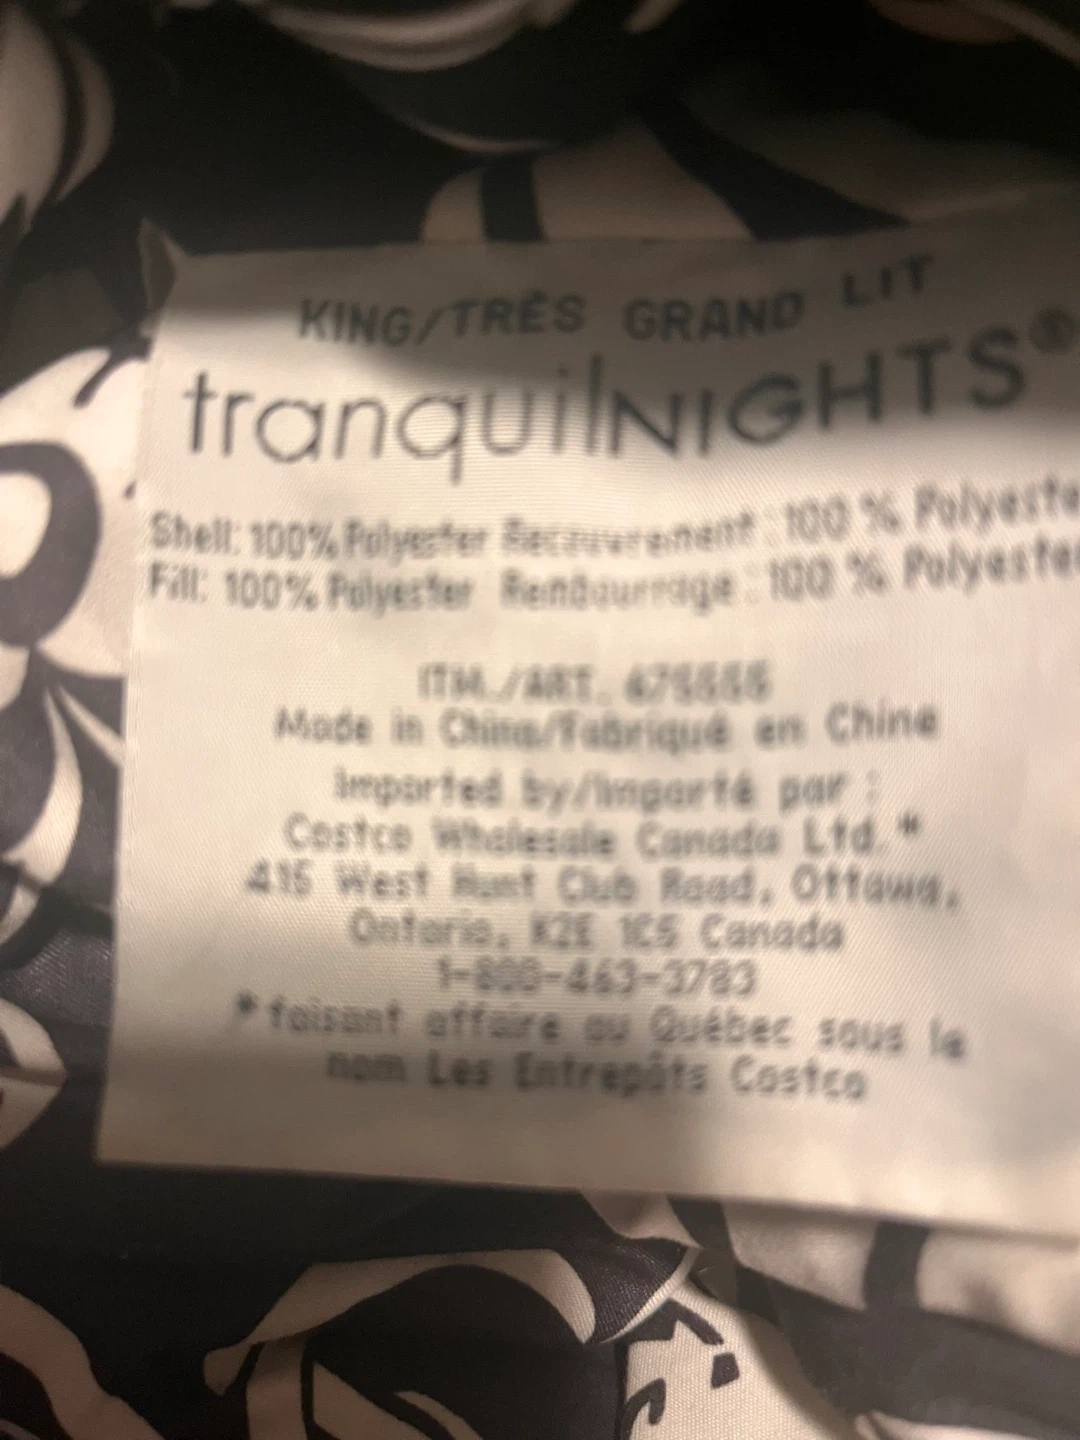 KING/TRÈS GRAND LIT
tranquilNIGHTS®
Shell: 100% Polyester Recouvrement : 100 % Polyeste
Fill: 100% Polyester Rembourrage : 100 % Polyester
ITM./ART.
Made in China/Fabriqué en Chine
Imported by/Importé par :
Costco Wholesale Canada Ltd.*
415 West Hunt Club Road, Ottawa,
Ontario, K2E 1C5 Canada
1-800-463-3783
*faisant affaire au Québec sous le
nom Les Entrepôts Costco